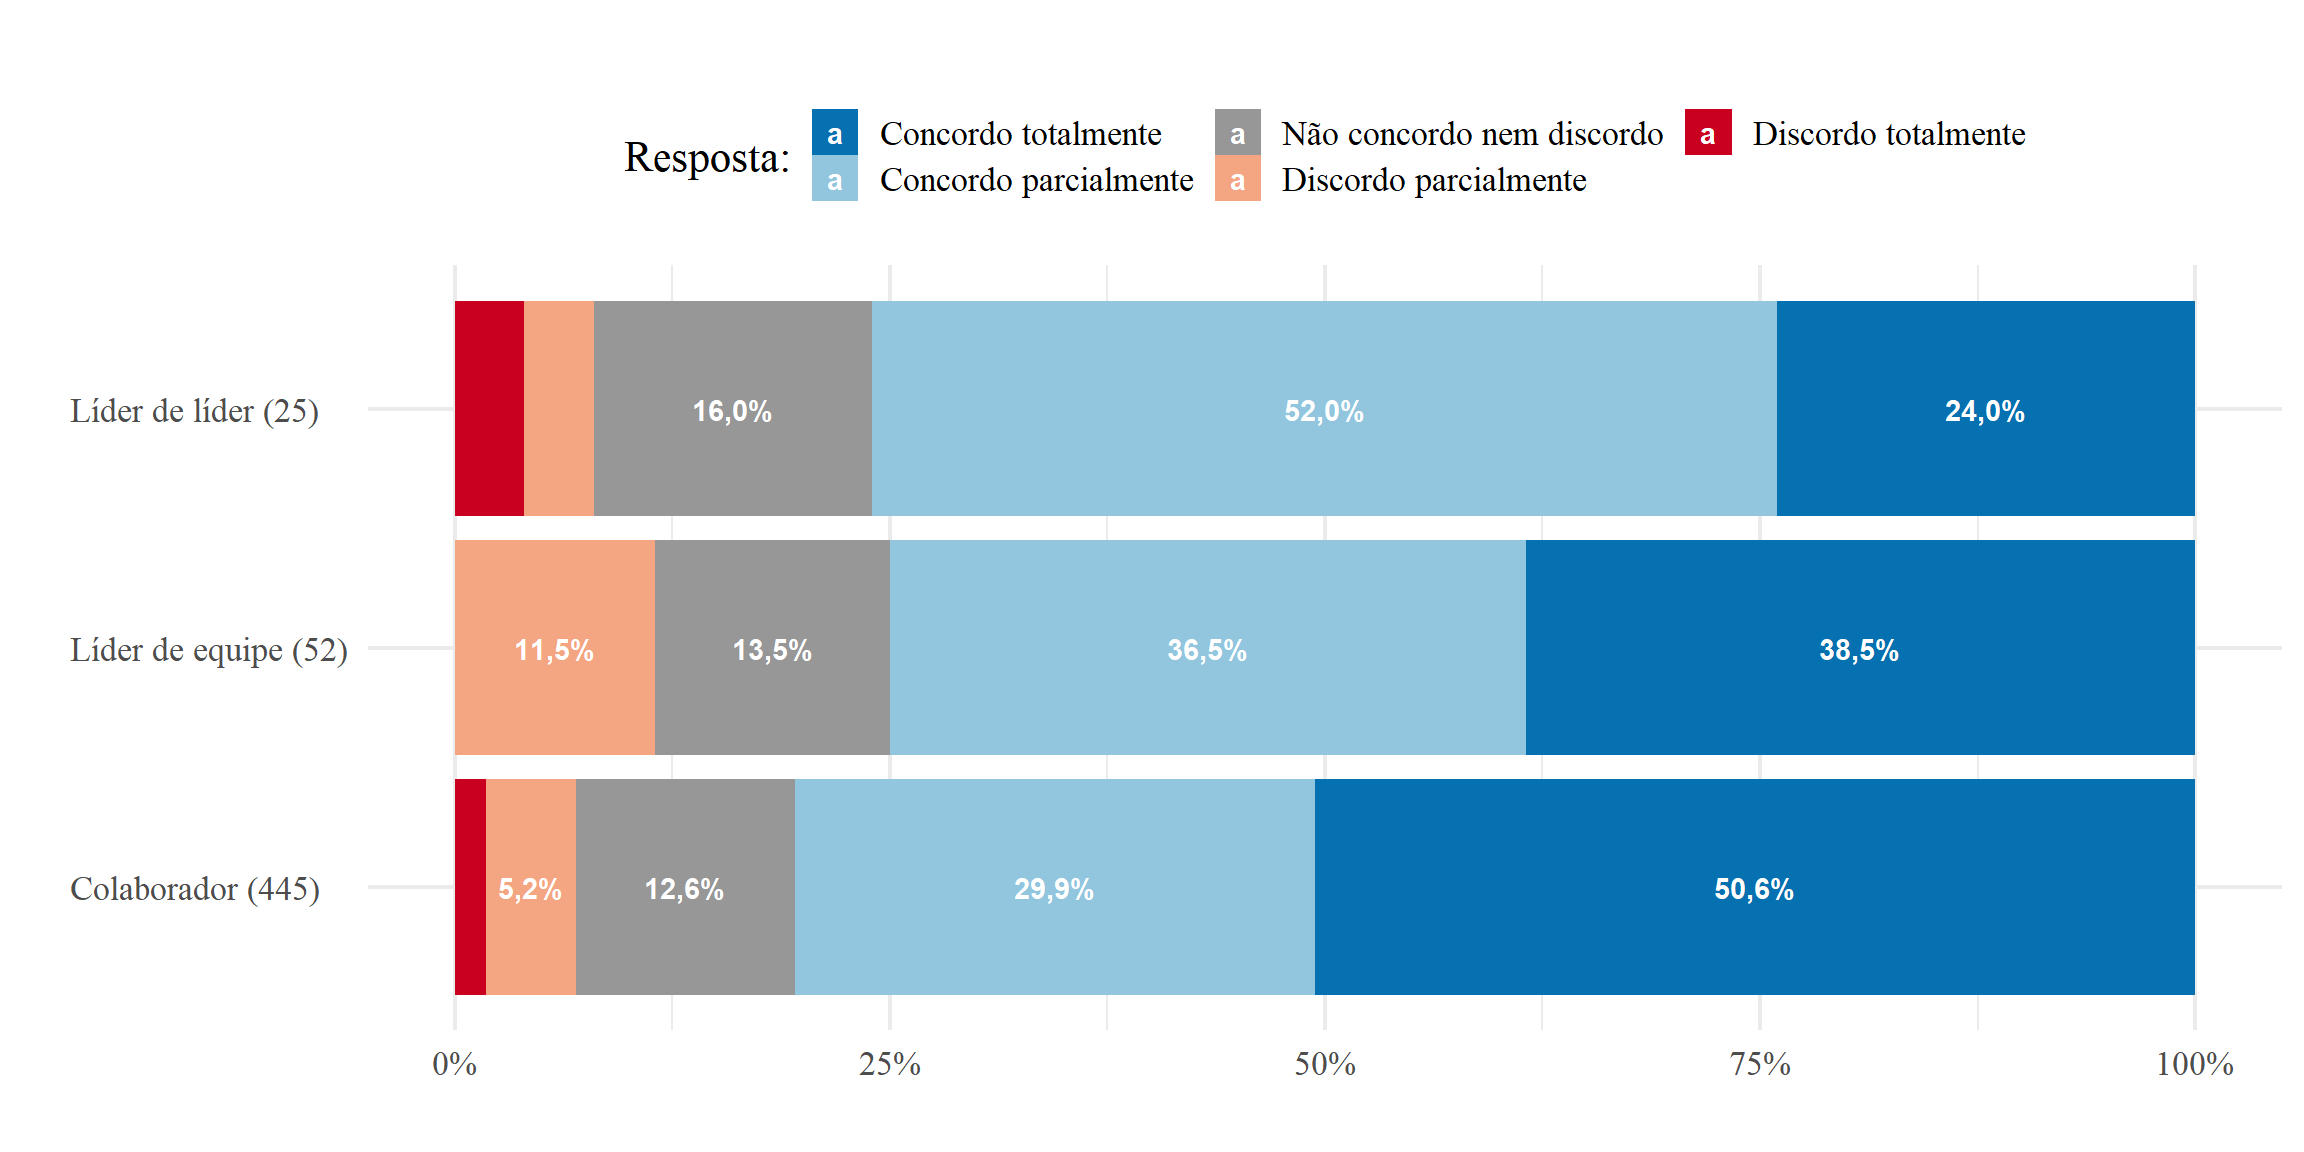 Resposta:
a Concordo totalmente
a Concordo parcialmente
a Não concordo nem discordo
a Discordo parcialmente
a Discordo totalmente
Líder de líder (25)
16,0% 52,0% 24,0%
Líder de equipe (52)
11,5% 13,5% 36,5% 38,5%
Colaborador (445)
5,2% 12,6% 29,9% 50,6%
0% 25% 50% 75% 100%